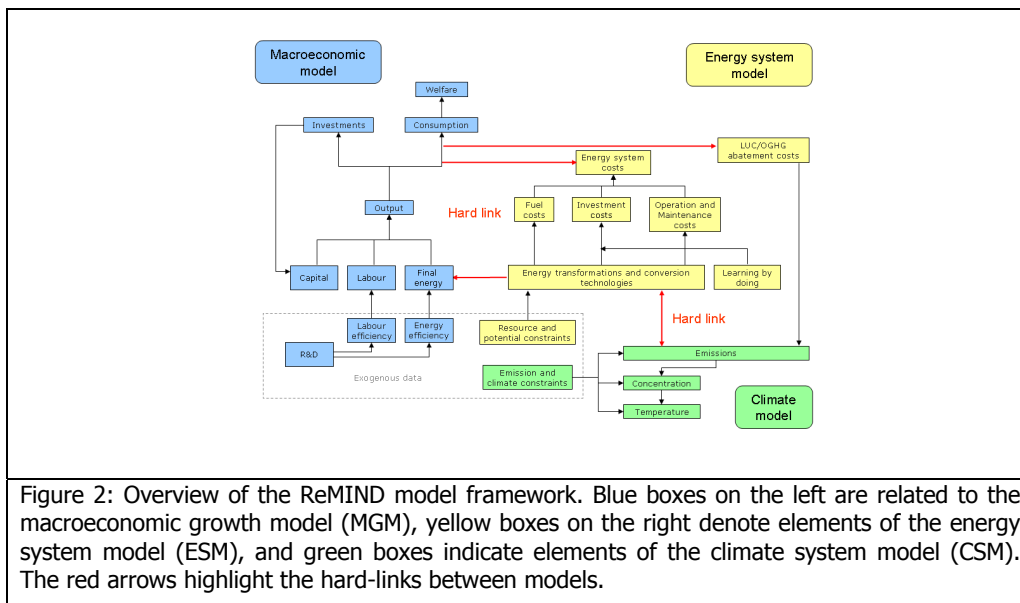 Macroeconomic
model
Energy system
model
Welfare
Investments
Consumption
LUC/OGHG
abatement costs
Energy system
costs
Fuel
costs
Investment
costs
Operation and
Maintenance
costs
Output
Hard link
Capital
Labour
Final
energy
Energy transformations and conversion
technologies
Learning by
doing
Hard link
Labour
efficiency
Energy
efficiency
Resource and
potential constraints
R&D
Exogenous data
Emissions
Emission and
climate constraints
Concentration
Climate
model
Temperature
Figure 2: Overview of the ReMIND model framework. Blue boxes on the left are related to the
macroeconomic growth model (MGM), yellow boxes on the right denote elements of the energy
system model (ESM), and green boxes indicate elements of the climate system model (CSM).
The red arrows highlight the hard-links between models.